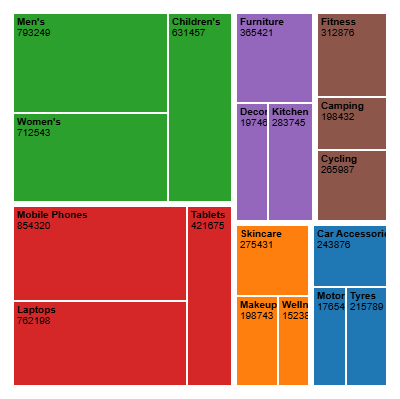 Men's
793249
Children's
631457
Women's
712543
Furniture
365421
Decor
19746
Kitchen
283745
Fitness
312876
Camping
198432
Cycling
265987
Mobile Phones
854320
Tablets
421675
Laptops
762198
Skincare
275431
Makeup
198743
Welln
15238
Car Accessorie
243876
Motor
17654
Tyres
215789